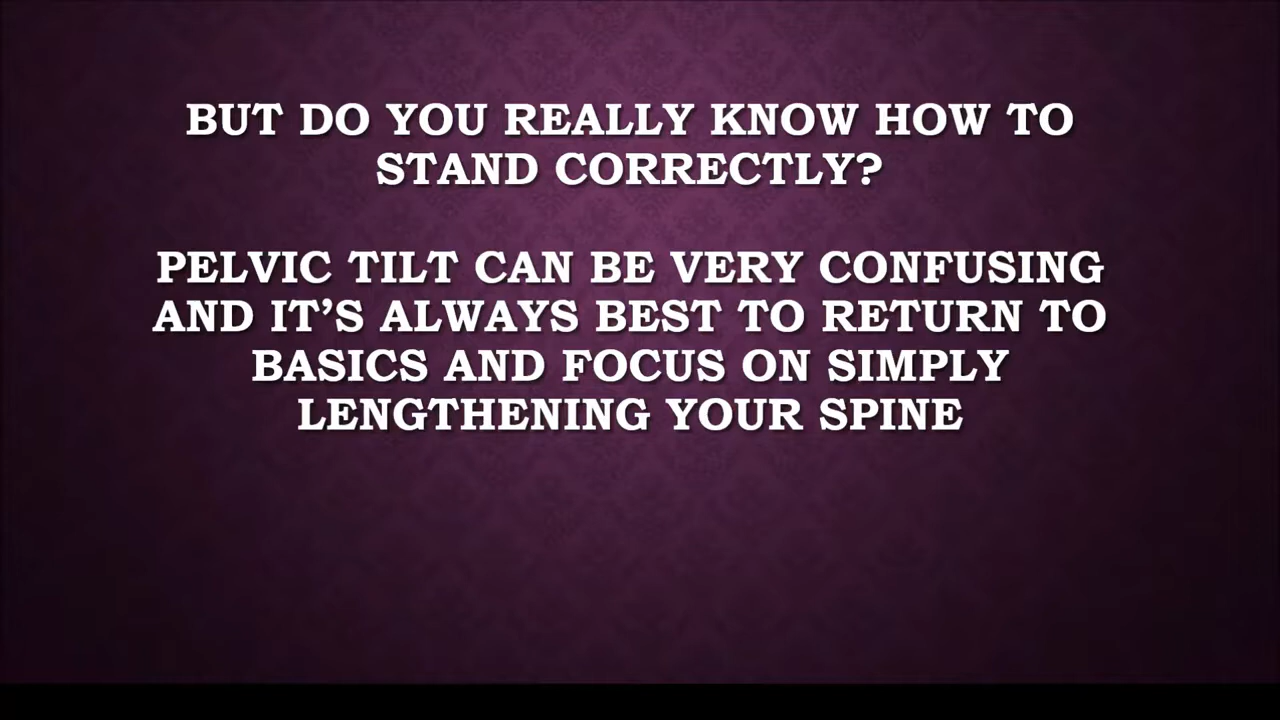 BUT DO YOU REALLY KNOW HOW TO
STAND CORRECTLY?
PELVIC TILT CAN BE VERY CONFUSING
AND IT’S ALWAYS BEST TO RETURN TO
BASICS AND FOCUS ON SIMPLY
LENGTHENING YOUR SPINE